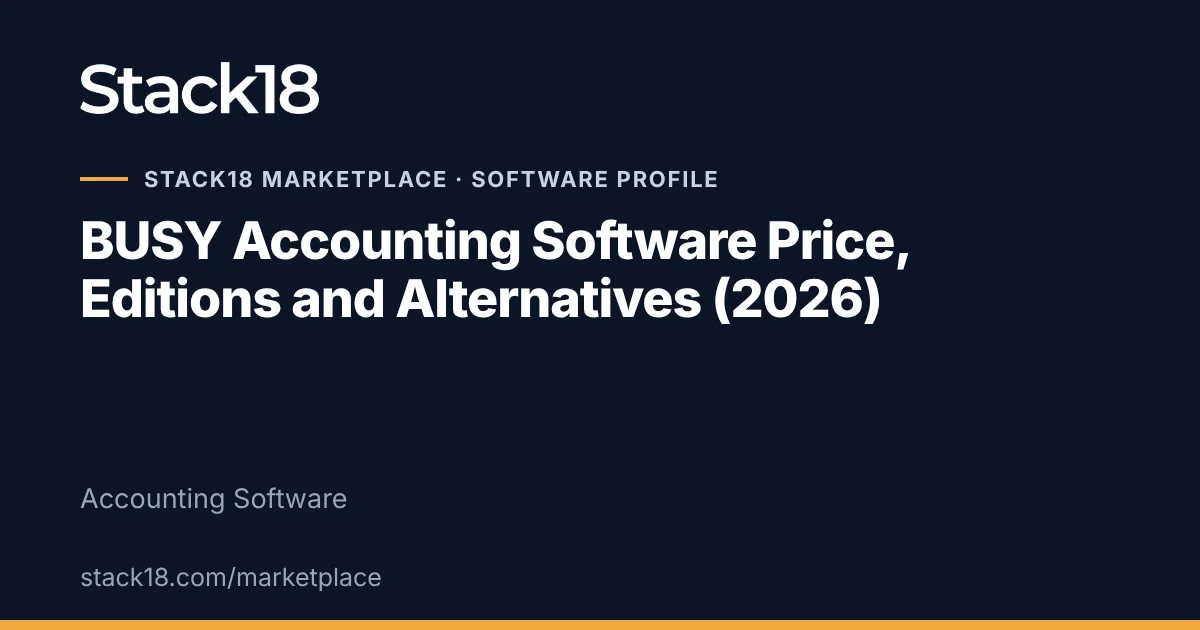 Stack18
STACK18 MARKETPLACE · SOFTWARE PROFILE
BUSY Accounting Software Price,
Editions and Alternatives (2026)
Accounting Software
stack18.com/marketplace